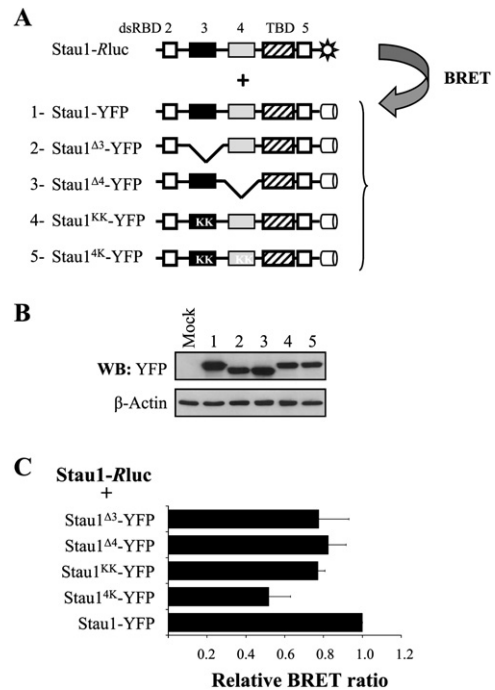 A
dsRBD 2 3 4 TBD 5
Stau1-Rluc
+
BRET
1- Stau1-YFP
2- Stau1Δ3-YFP
3- Stau1Δ4-YFP
4- Stau1KK-YFP
KK
5- Stau14K-YFP
KK KK
B
Mock 1 2 3 4 5
WB: YFP
β-Actin
C
Stau1-Rluc
+
Stau1Δ3-YFP
Stau1Δ4-YFP
Stau1KK-YFP
Stau14K-YFP
Stau1-YFP
0.2 0.4 0.6 0.8 1.0 1.2
Relative BRET ratio